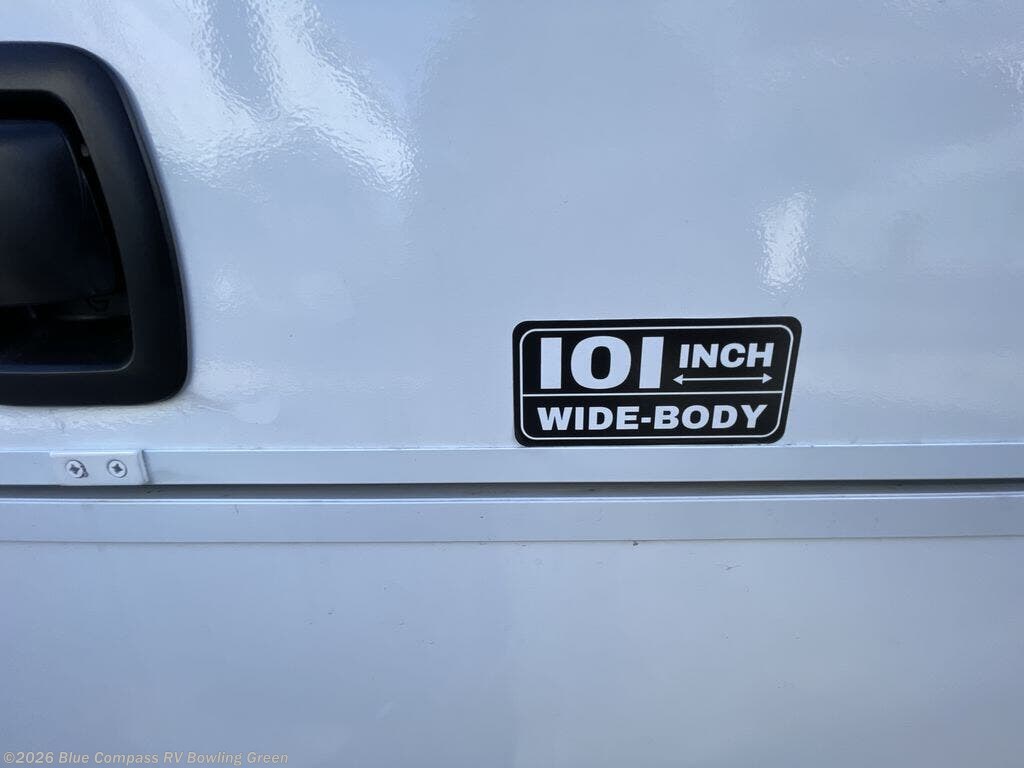 101 INCH
WIDE-BODY
©2026 Blue Compass RV Bowling Green